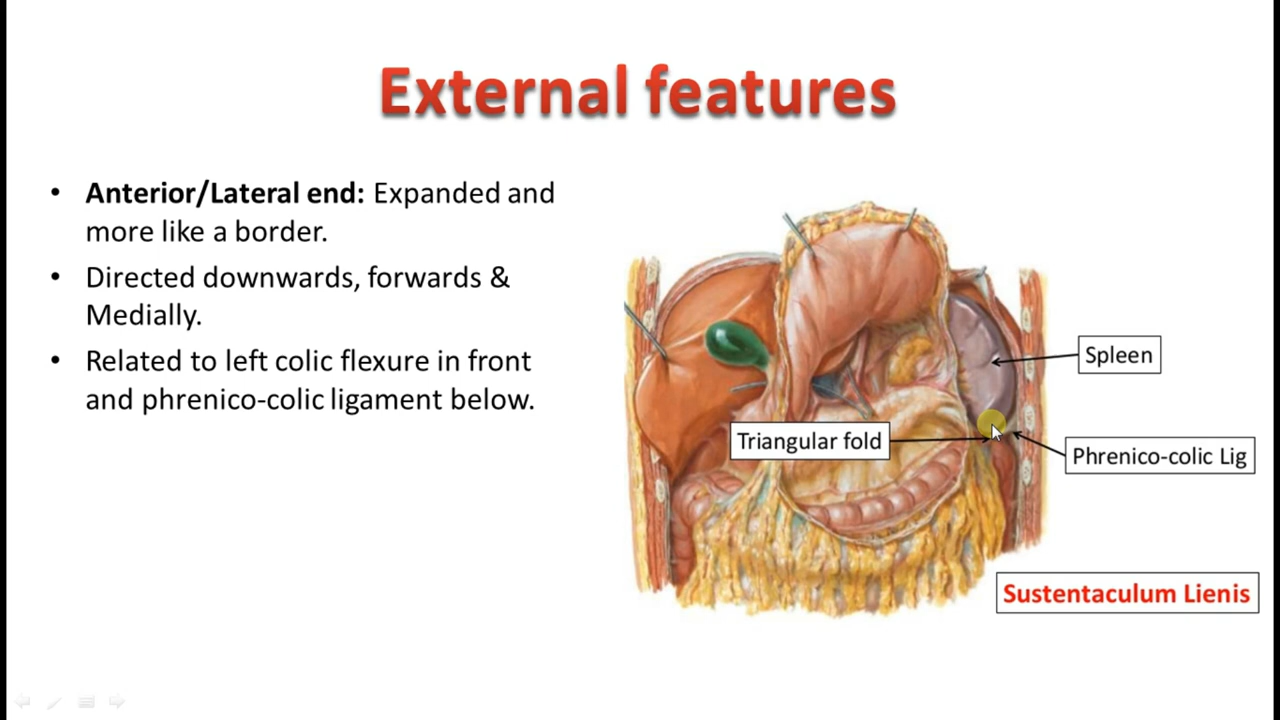 External features
• Anterior/Lateral end: Expanded and
more like a border.
• Directed downwards, forwards &
Medially.
• Related to left colic flexure in front
and phrenico-colic ligament below.
Spleen
Triangular fold
Phrenico-colic Lig
Sustentaculum Lienis